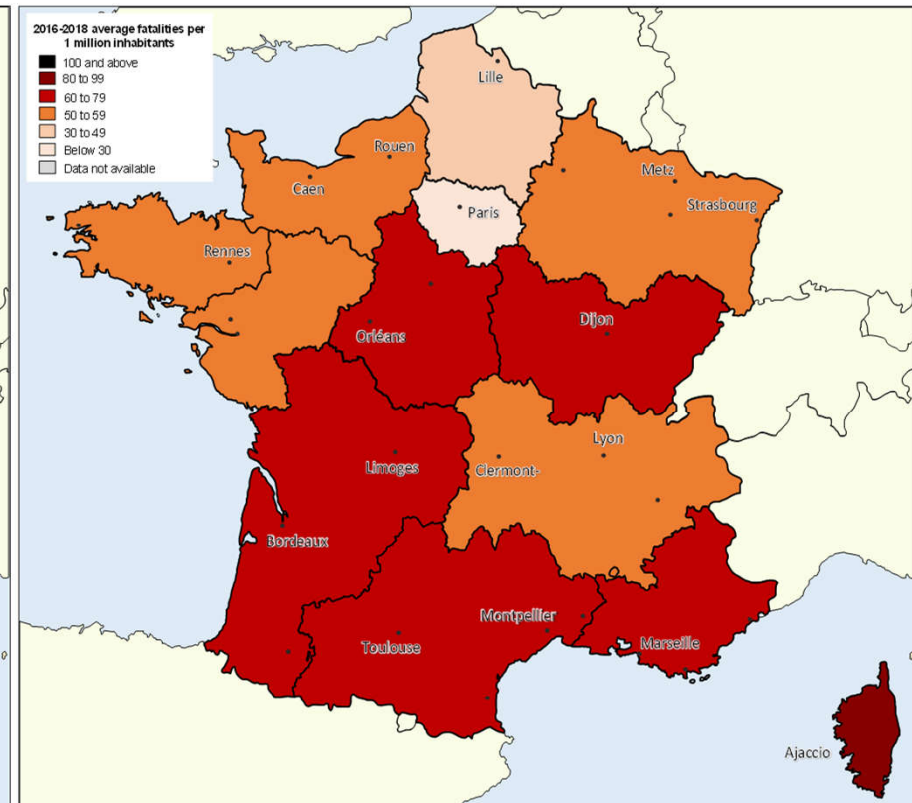 2016-2018 average fatalities per
1 million inhabitants
100 and above
80 to 99
60 to 79
50 to 59
30 to 49
Below 30
Data not available
Lille
Rouen
Caen
Metz
Strasbourg
Paris
Rennes
Orléans
Dijon
Lyon
Limoges
Clermont-
Bordeaux
Montpellier
Toulouse
Marseille
Ajaccio